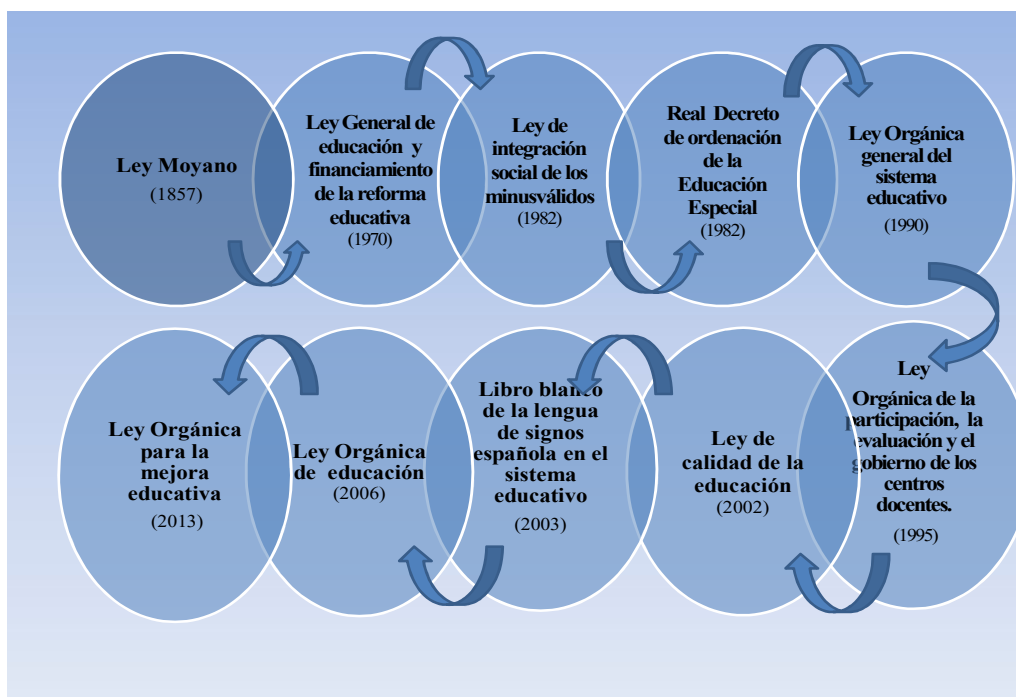 Ley Moyano
(1857)
Ley General de
educación y
financiamiento
de la reforma
educativa
(1970)
Ley de
integración
social de los
minusválidos
(1982)
Real Decreto
de ordenación
de la
Educación
Especial
(1982)
Ley Orgánica
general del
sistema
educativo
(1990)
Ley
Orgánica de la
participación, la
evaluación y el
gobierno de los
centros
docentes.
(1995)
Ley de
calidad de la
educación
(2002)
Libro blanco
de la lengua
de signos
española en el
sistema
educativo
(2003)
Ley Orgánica
de educación
(2006)
Ley Orgánica
para la
mejora
educativa
(2013)